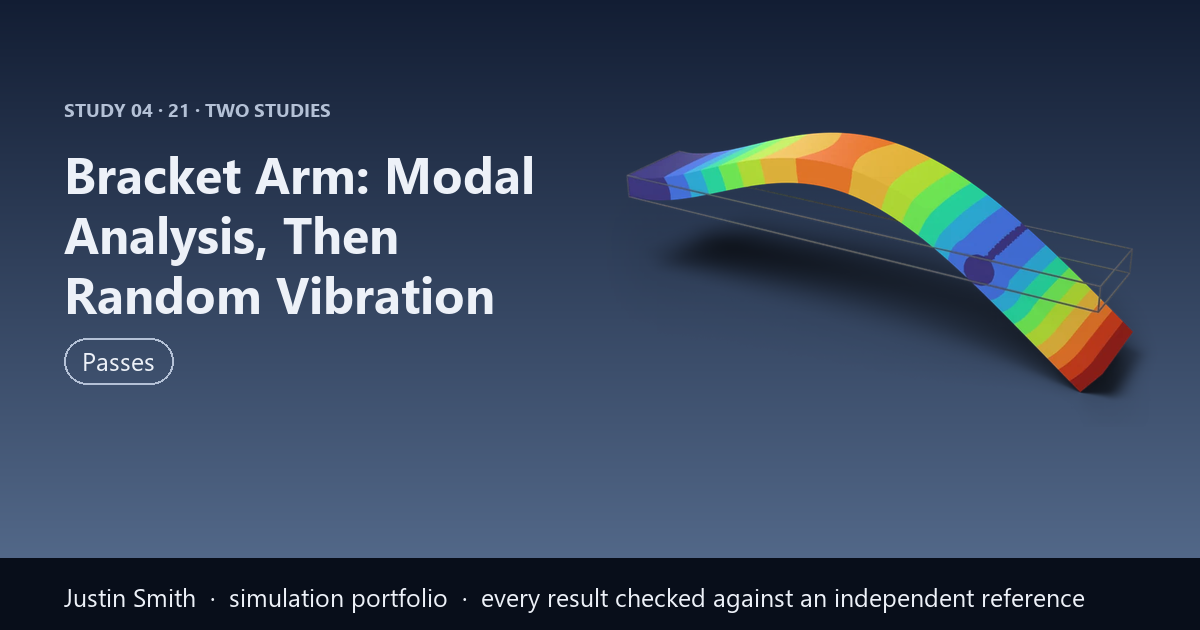 STUDY 04 · 21 · TWO STUDIES
Bracket Arm: Modal
Analysis, Then
Random Vibration
Passes
Justin Smith · simulation portfolio · every result checked against an independent reference